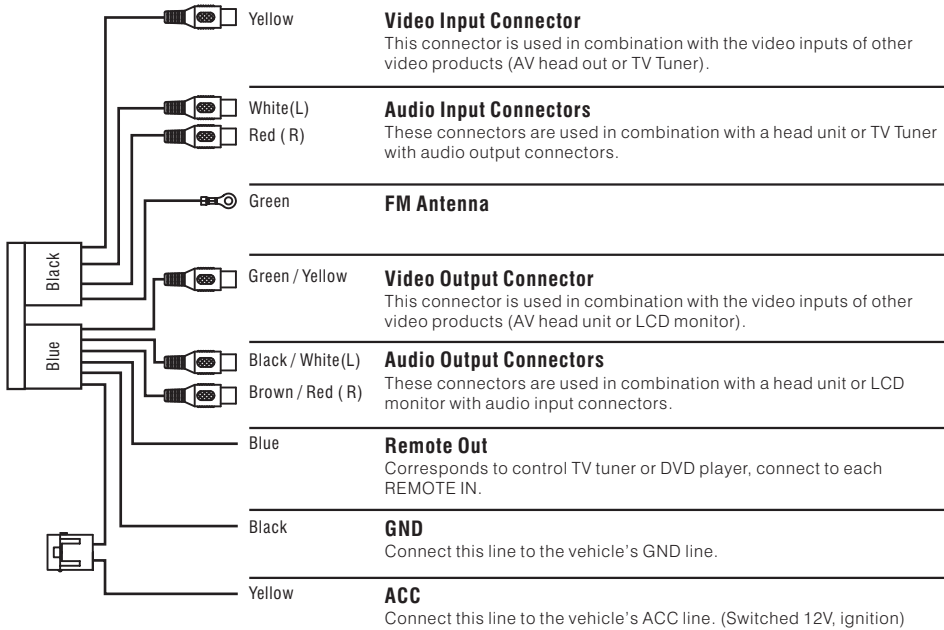 Yellow
Video Input Connector
This connector is used in combination with the video inputs of other
video products (AV head out or TV Tuner).
White(L)
Red ( R)
Audio Input Connectors
These connectors are used in combination with a head unit or TV Tuner
with audio output connectors.
Green
FM Antenna
Black
Green / Yellow
Video Output Connector
This connector is used in combination with the video inputs of other
video products (AV head unit or LCD monitor).
Blue
Black / White(L)
Brown / Red ( R)
Audio Output Connectors
These connectors are used in combination with a head unit or LCD
monitor with audio input connectors.
Blue
Remote Out
Corresponds to control TV tuner or DVD player, connect to each
REMOTE IN.
Black
GND
Connect this line to the vehicle's GND line.
Yellow
ACC
Connect this line to the vehicle's ACC line. (Switched 12V, ignition)